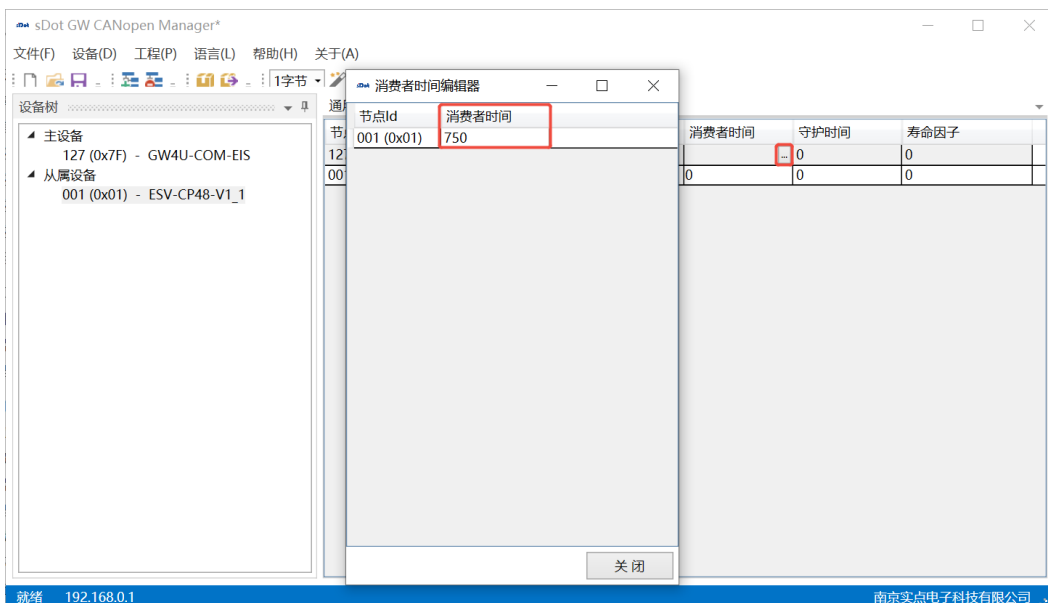 sDot GW CANopen Manager*
文件(F) 设备(D) 工程(P) 语言(L) 帮助(H) 关于(A)
1字节
设备树
主设备
127 (0x7F) - GW4U-COM-EIS
从属设备
001 (0x01) - ESV-CP48-V1_1
消费者时间编辑器
节点Id 消费者时间
001 (0x01) 750
关闭
消费者时间 守护时间 寿命因子
... 0 0
0 0 0
就绪 192.168.0.1 南京实点电子科技有限公司